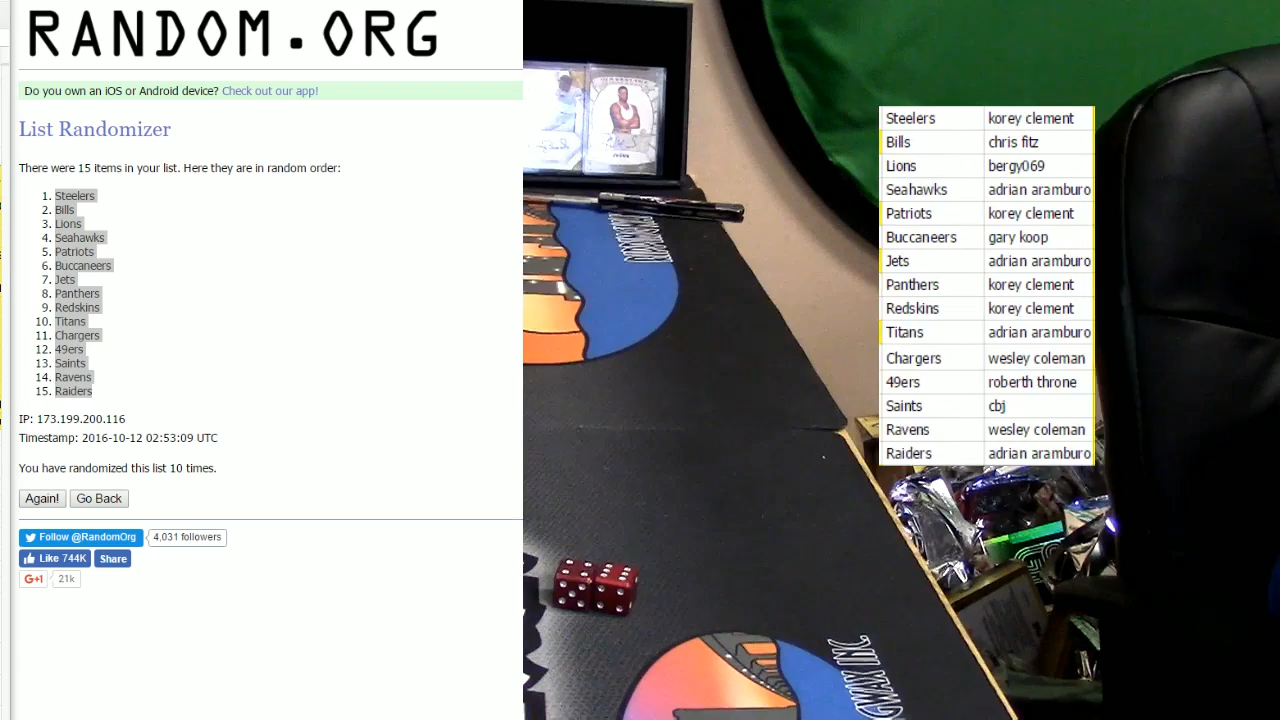 RANDOM.ORG
Do you own an iOS or Android device? Check out our app!
List Randomizer
There were 15 items in your list. Here they are in random order:
1. Steelers
2. Bills
3. Lions
4. Seahawks
5. Patriots
6. Buccaneers
7. Jets
8. Panthers
9. Redskins
10. Titans
11. Chargers
12. 49ers
13. Saints
14. Ravens
15. Raiders
IP: 173.199.200.116
Timestamp: 2016-10-12 02:53:09 UTC
You have randomized this list 10 times.
Again! Go Back
Follow @RandomOrg 4,031 followers
Like 744K Share
G+1 21k
Steelers korey clement
Bills chris fitz
Lions bergy069
Seahawks adrian aramburo
Patriots korey clement
Buccaneers gary koop
Jets adrian aramburo
Panthers korey clement
Redskins korey clement
Titans adrian aramburo
Chargers wesley coleman
49ers roberth throne
Saints cbj
Ravens wesley coleman
Raiders adrian aramburo
GWAX INC